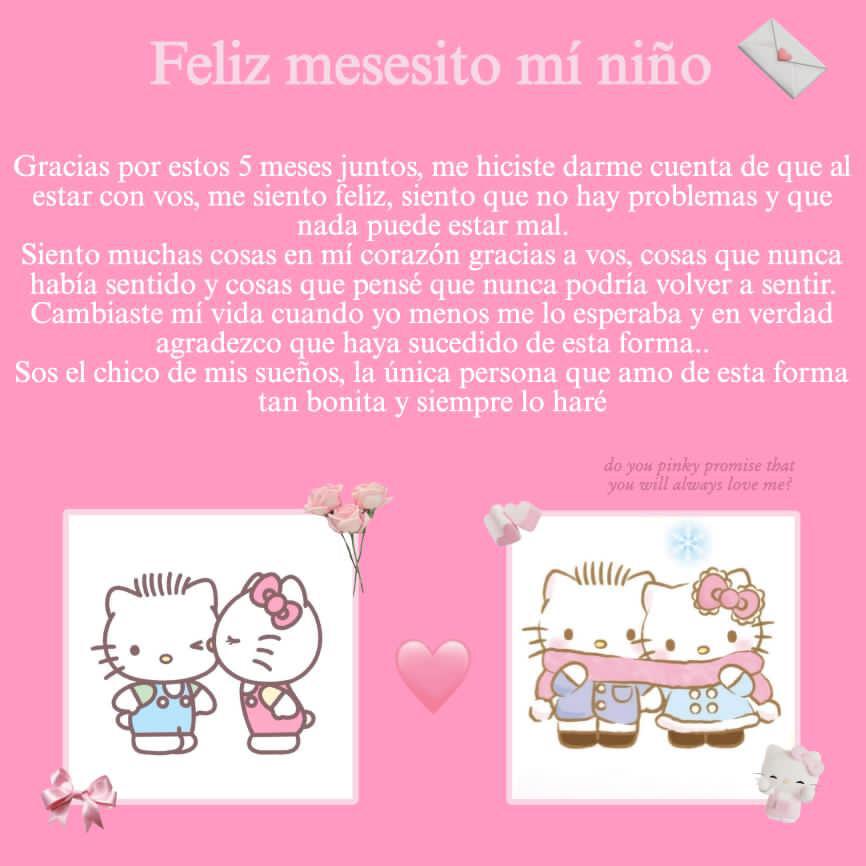 Feliz mesesito mí niño
Gracias por estos 5 meses juntos, me hiciste darme cuenta de que al
estar con vos, me siento feliz, siento que no hay problemas y que
nada puede estar mal.
Siento muchas cosas en mí corazón gracias a vos, cosas que nunca
había sentido y cosas que pensé que nunca podría volver a sentir.
Cambiaste mí vida cuando yo menos me lo esperaba y en verdad
agradezco que haya sucedido de esta forma..
Sos el chico de mis sueños, la única persona que amo de esta forma
tan bonita y siempre lo haré
do you pinky promise that
you will always love me?